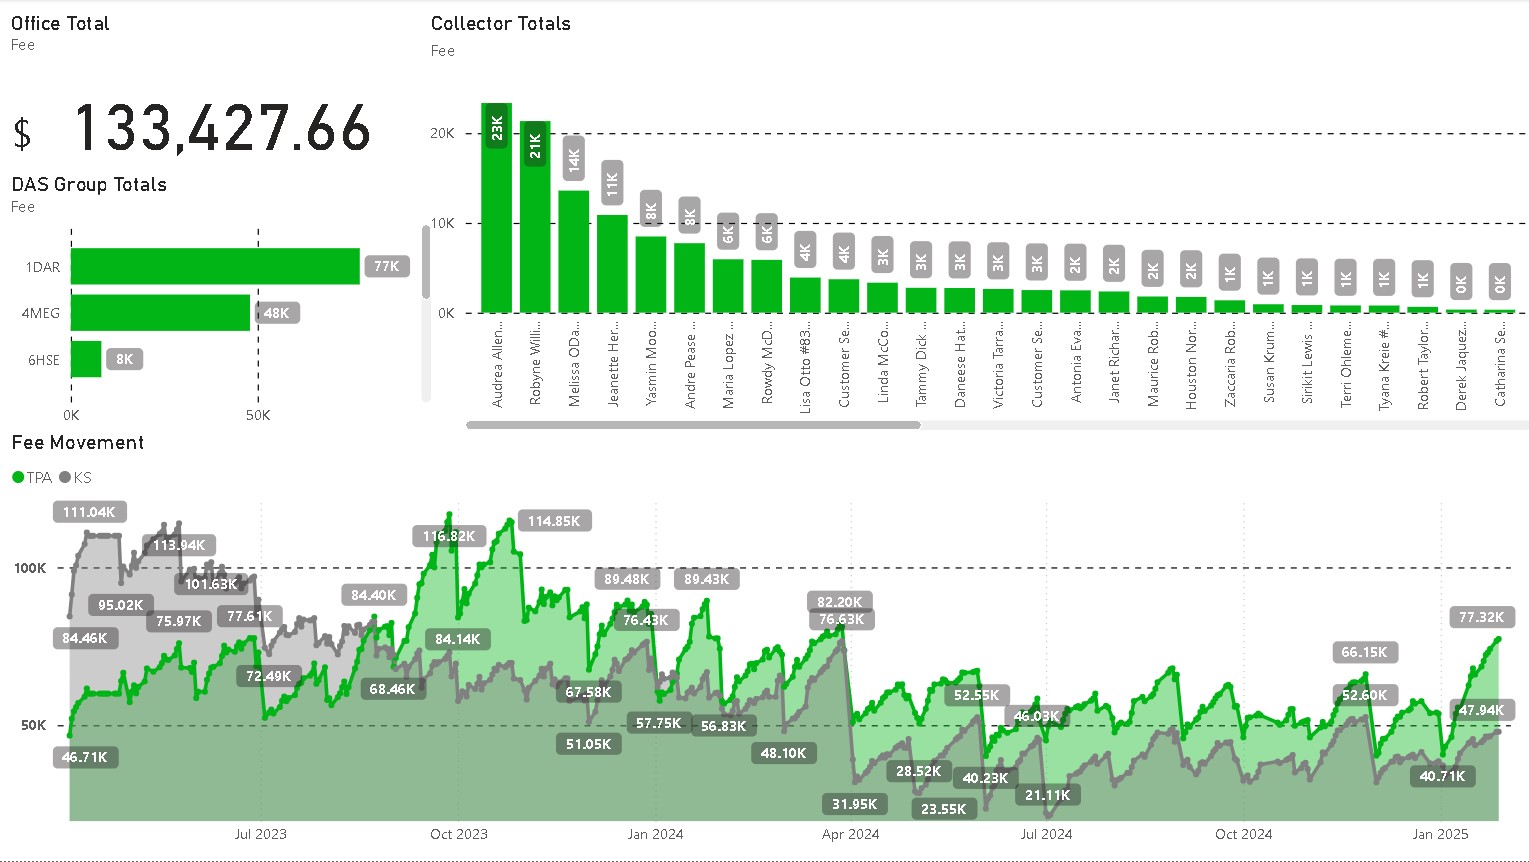 Office Total
Fee
$ 133,427.66
DAS Group Totals
Fee
1DAR
77K
4MEG
48K
6HSE
8K
0K
50K
Collector Totals
Fee
20K
10K
0K
23K
21K
14K
11K
8K
8K
6K
6K
4K
4K
3K
3K
3K
3K
3K
2K
2K
2K
2K
1K
1K
1K
1K
1K
1K
0K
0K
Audrea Allen...
Robyne Willi...
Melissa ODa...
Jeanette Her...
Yasmin Moo...
Andre Pease ...
Maria Lopez ...
Rowdy McD...
Lisa Otto #83...
Customer Se...
Linda McCo...
Tammy Dick ...
Daneese Hat...
Victoria Tarra...
Customer Se...
Antonia Eva...
Janet Richar...
Maurice Rob...
Houston Nor...
Zaccaria Rob...
Susan Krum...
Sirikit Lewis ...
Terri Ohleme...
Tyana Kreie #...
Robert Taylor...
Derek Jaquez...
Catharina Se...
Fee Movement
TPA KS
100K
50K
111.04K
113.94K
101.63K
95.02K
75.97K
77.61K
84.46K
72.49K
46.71K
84.40K
68.46K
116.82K
114.85K
84.14K
89.48K
89.43K
76.43K
67.58K
57.75K
56.83K
51.05K
48.10K
82.20K
76.63K
31.95K
28.52K
23.55K
52.55K
46.03K
40.23K
21.11K
66.15K
52.60K
77.32K
47.94K
40.71K
Jul 2023
Oct 2023
Jan 2024
Apr 2024
Jul 2024
Oct 2024
Jan 2025